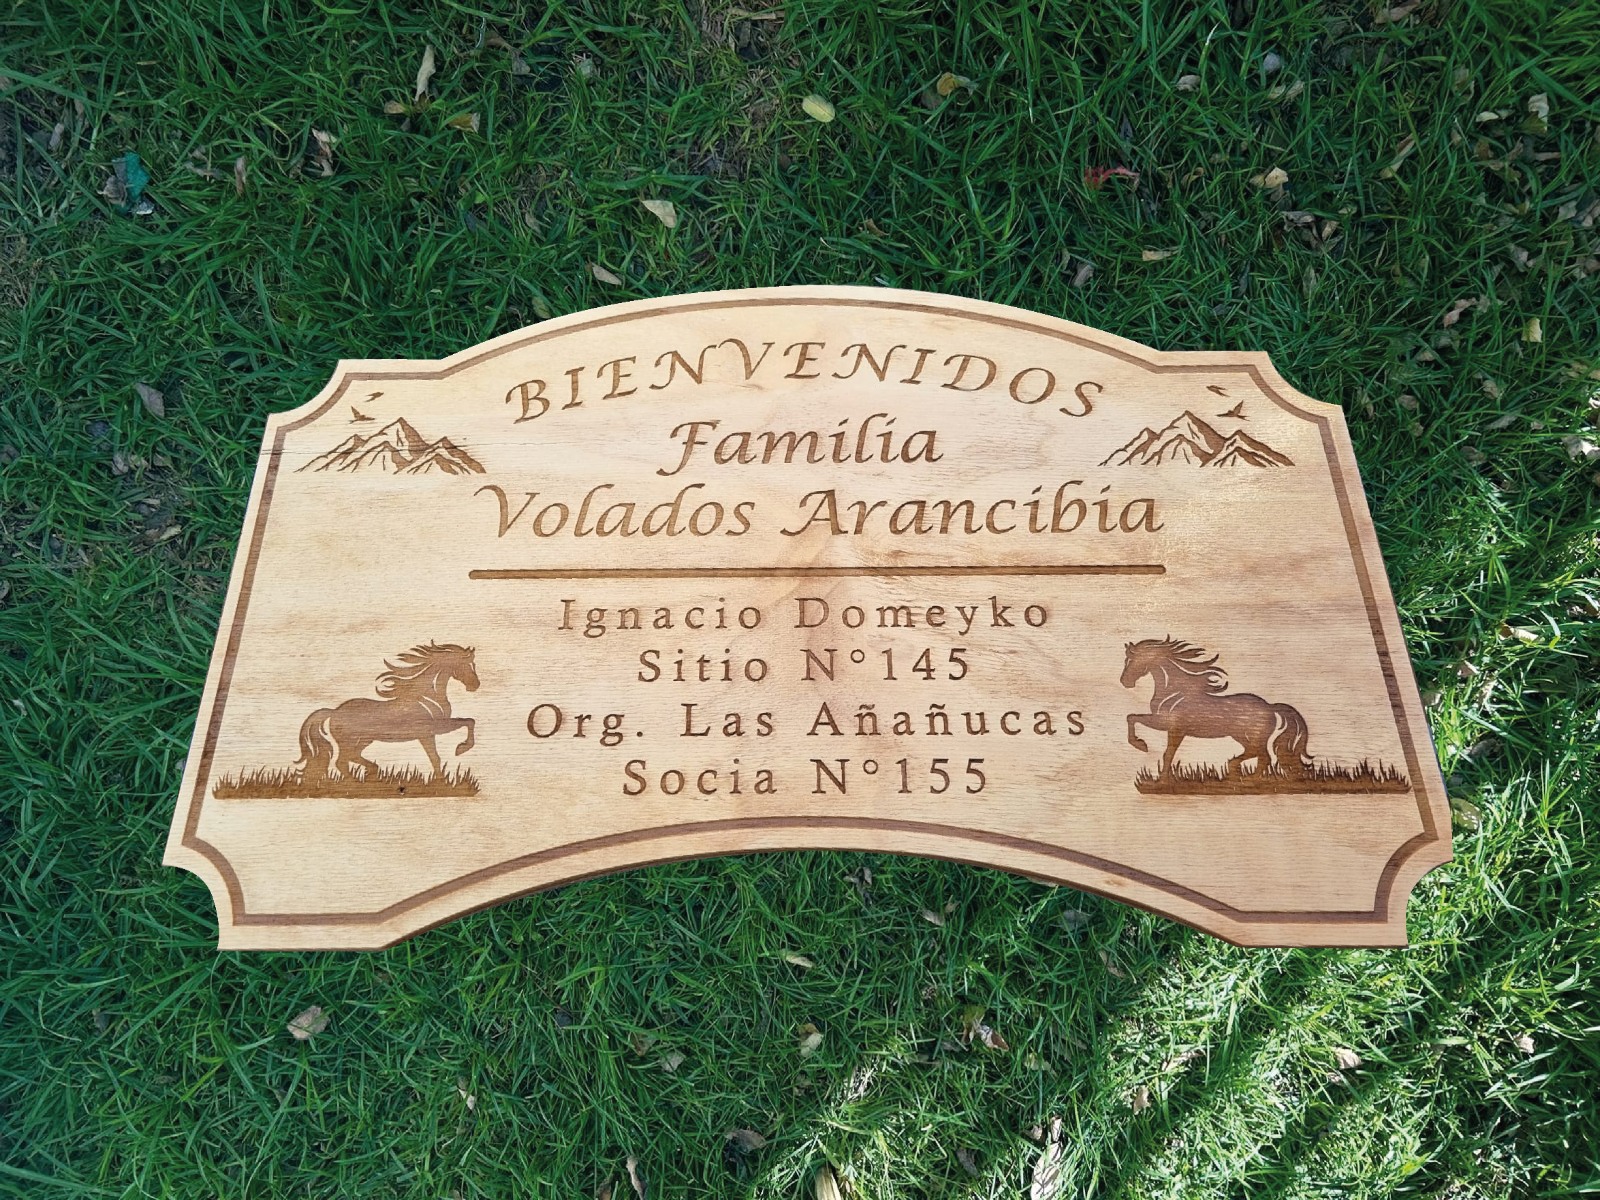 BIENVENIDOS
Familia
Volados Arancibia
Ignacio Domeyko
Sitio N°145
Org. Las Añañucas
Socia N°155